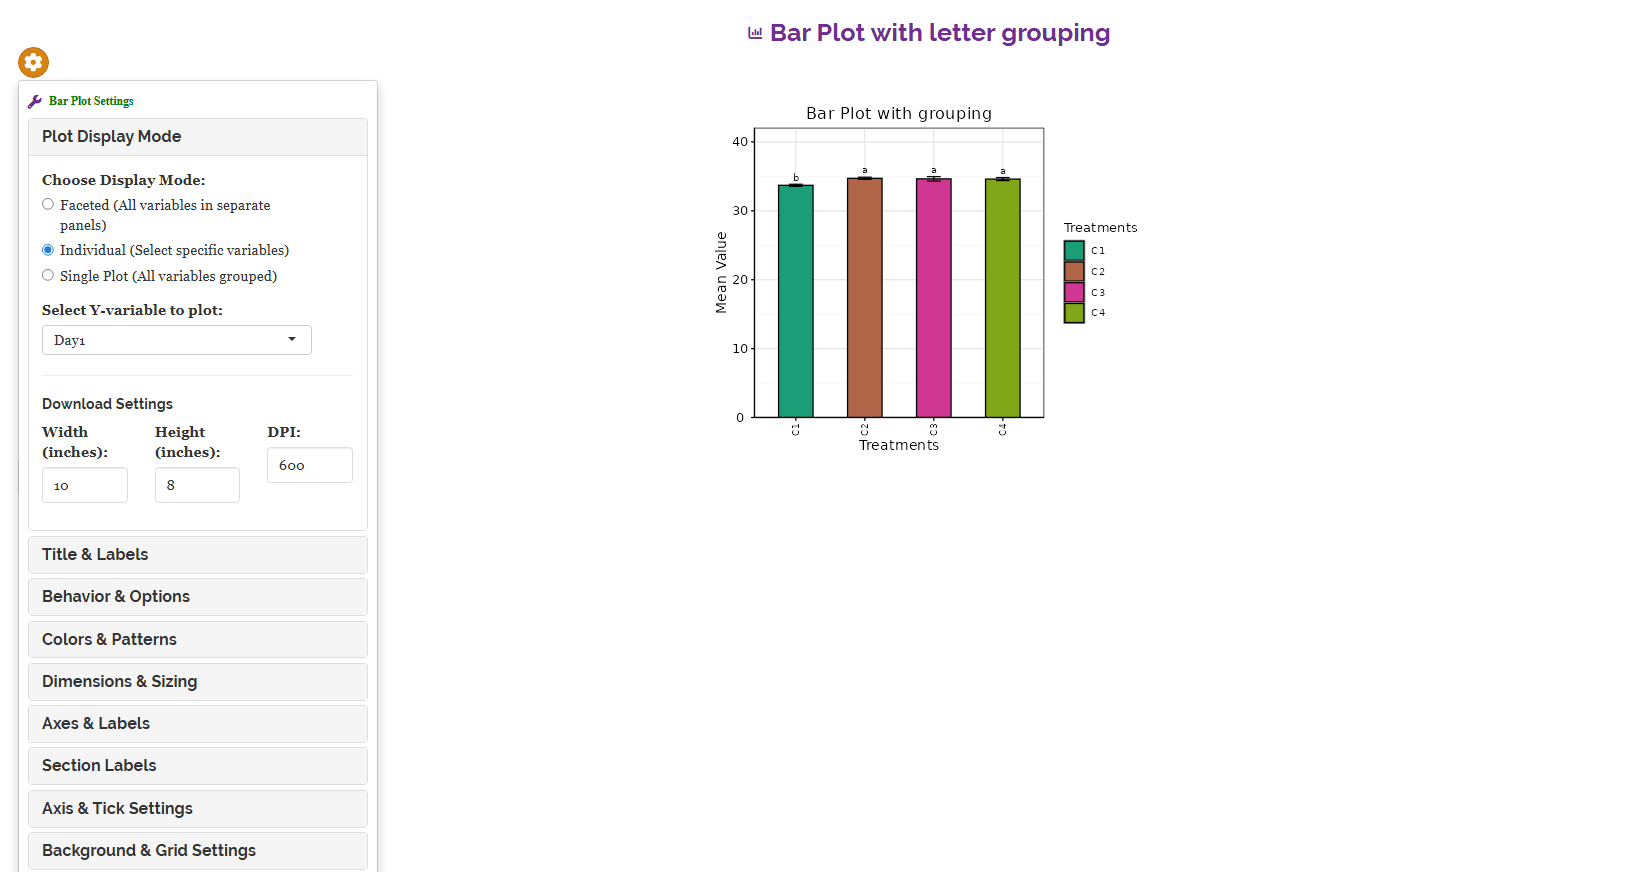 Bar Plot with letter grouping
Bar Plot Settings
Plot Display Mode
Choose Display Mode:
Faceted (All variables in separate
panels)
Individual (Select specific variables)
Single Plot (All variables grouped)
Select Y-variable to plot:
Day1
Download Settings
Width
(inches):
Height
(inches):
DPI:
10
8
600
Title & Labels
Behavior & Options
Colors & Patterns
Dimensions & Sizing
Axes & Labels
Section Labels
Axis & Tick Settings
Background & Grid Settings
Bar Plot with grouping
Mean Value
40
30
20
10
0
b
a
a
a
C1
C2
C3
C4
Treatments
Treatments
C1
C2
C3
C4